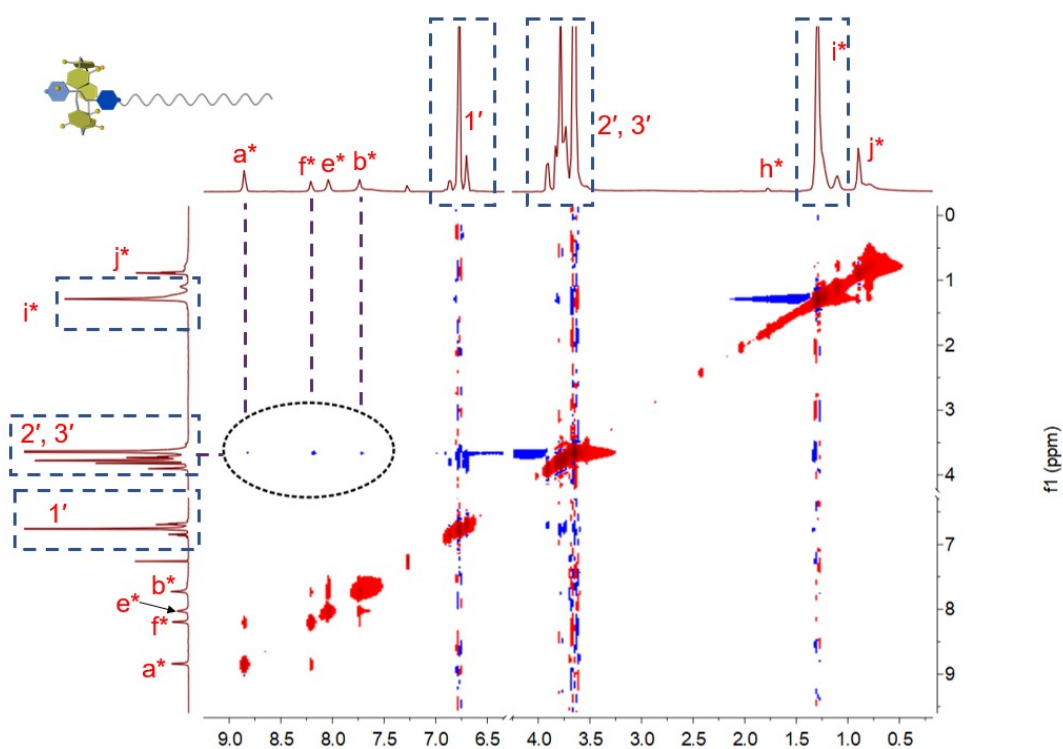 i*
1′
2′, 3′
a*
f*
e*
b*
h*
j*
j*
i*
2′, 3′
1′
b*
e*
f*
a*
0
1
2
3
4
7
8
9
f1 (ppm)
9.0 8.5 8.0 7.5 7.0 6.5 4.0 3.5 3.0 2.5 2.0 1.5 1.0 0.5